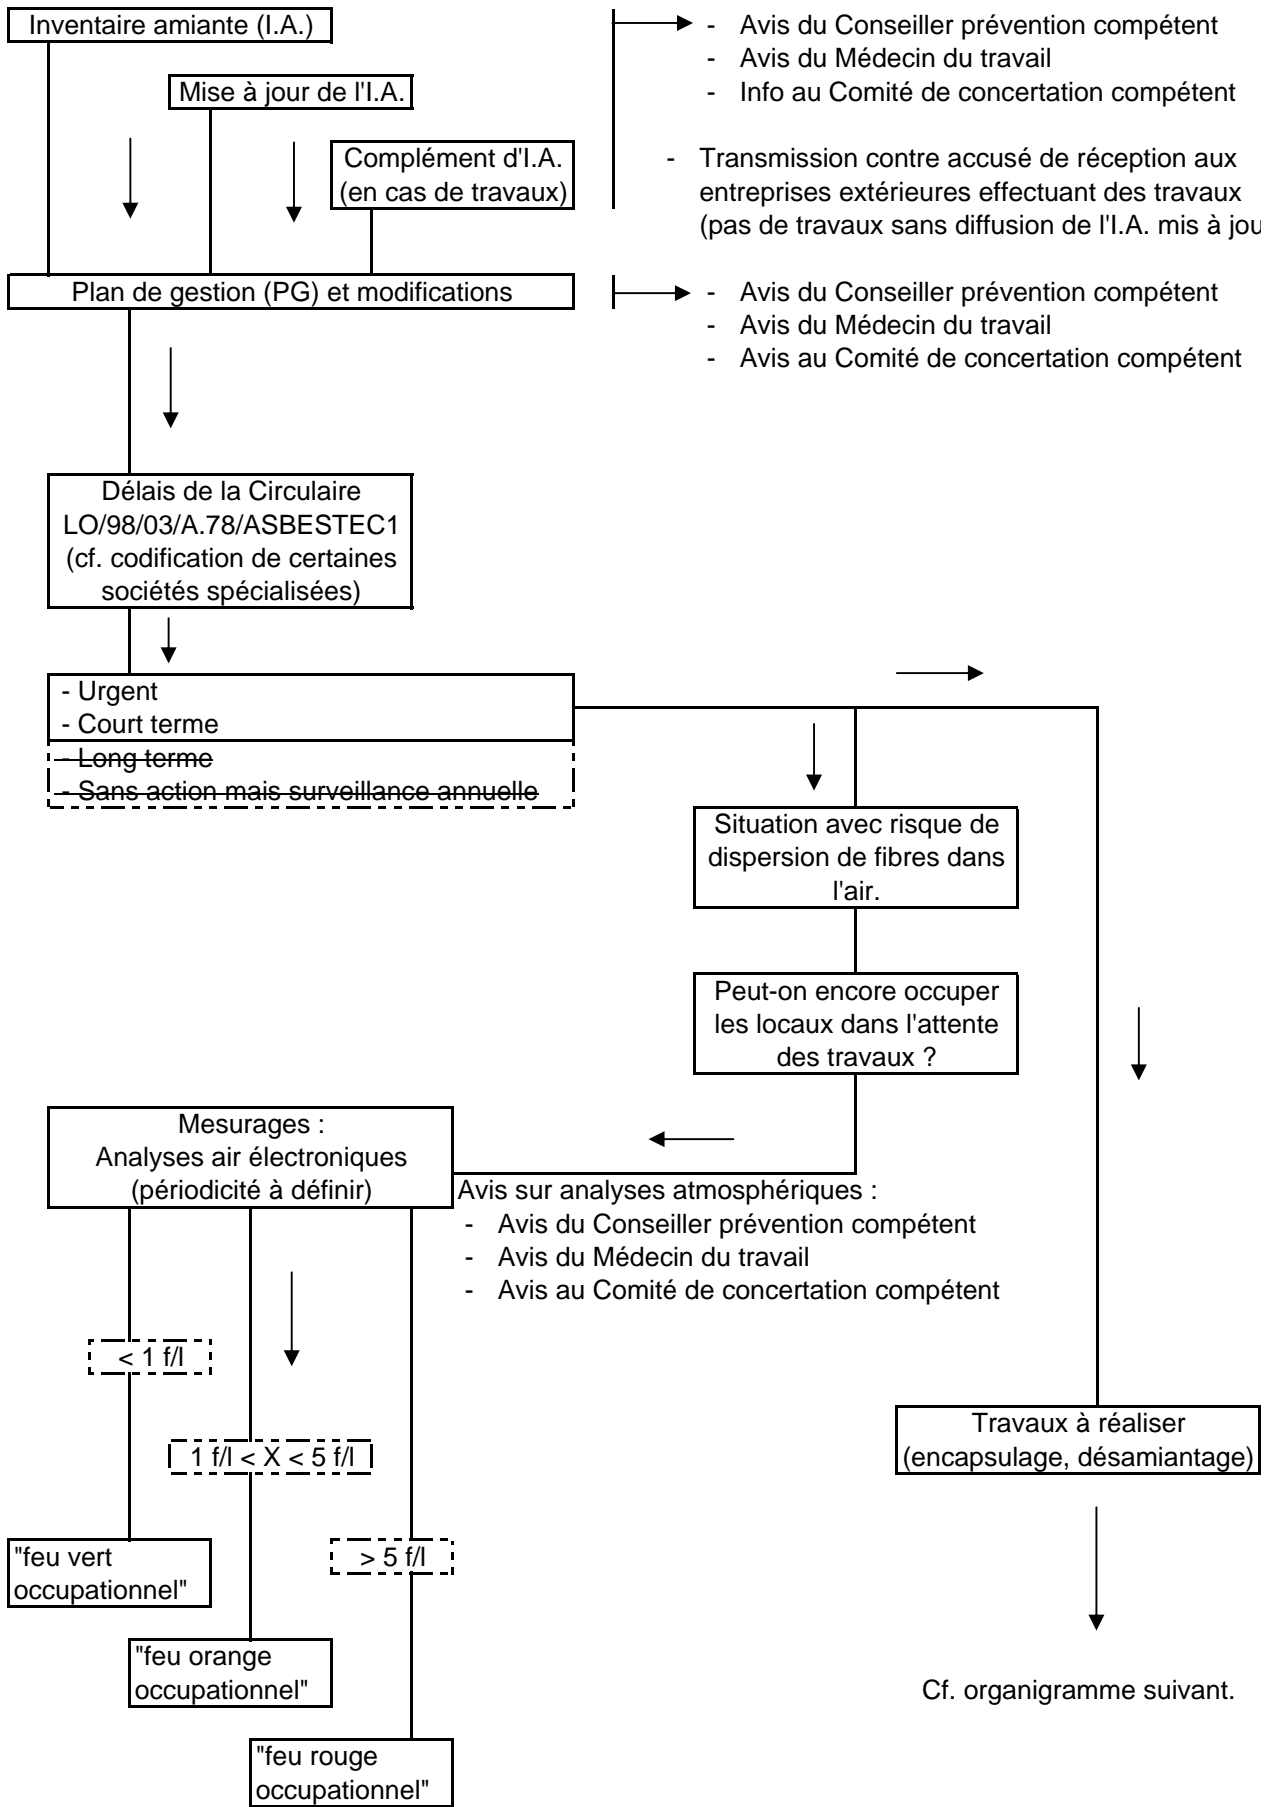 Inventaire amiante (I.A.)
- Avis du Conseiller prévention compétent
- Avis du Médecin du travail
- Info au Comité de concertation compétent
Mise à jour de l'I.A.
Complément d'I.A.
(en cas de travaux)
- Transmission contre accusé de réception aux
entreprises extérieures effectuant des travaux
(pas de travaux sans diffusion de l'I.A. mis à jou
Plan de gestion (PG) et modifications
- Avis du Conseiller prévention compétent
- Avis du Médecin du travail
- Avis au Comité de concertation compétent
Délais de la Circulaire
LO/98/03/A.78/ASBESTEC1
(cf. codification de certaines
sociétés spécialisées)
- Urgent
- Court terme
- Long terme
- Sans action mais surveillance annuelle
Situation avec risque de
dispersion de fibres dans
l'air.
Peut-on encore occuper
les locaux dans l'attente
des travaux ?
Mesurages :
Analyses air électroniques
(périodicité à définir)
Avis sur analyses atmosphériques :
- Avis du Conseiller prévention compétent
- Avis du Médecin du travail
- Avis au Comité de concertation compétent
< 1 f/l
1 f/l < X < 5 f/l
> 5 f/l
"feu vert
occupationnel"
"feu orange
occupationnel"
"feu rouge
occupationnel"
Travaux à réaliser
(encapsulage, désamiantage)
Cf. organigramme suivant.